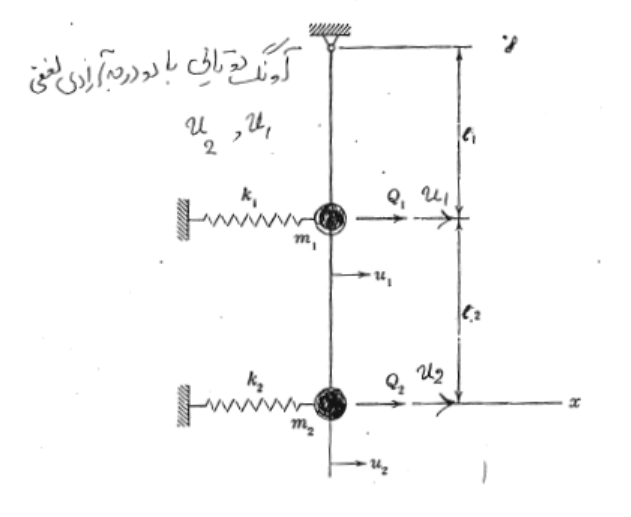 y
آونگ دوتایی با دو درجه آزادی افقی
u₂ , u₁
l₁
k₁
Q₁ u₁
m₁
u₁
l₂
k₂
Q₂ u₂
m₂
x
u₂